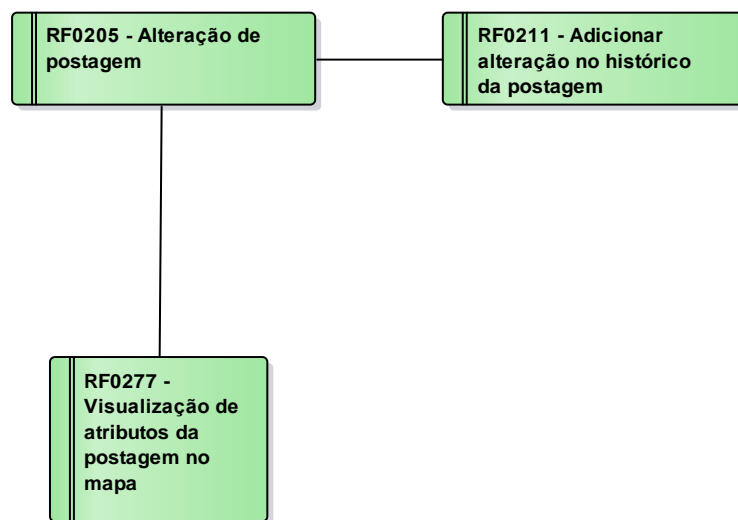 RF0205 - Alteração de
postagem
RF0211 - Adicionar
alteração no histórico
da postagem
RF0277 -
Visualização de
atributos da
postagem no
mapa